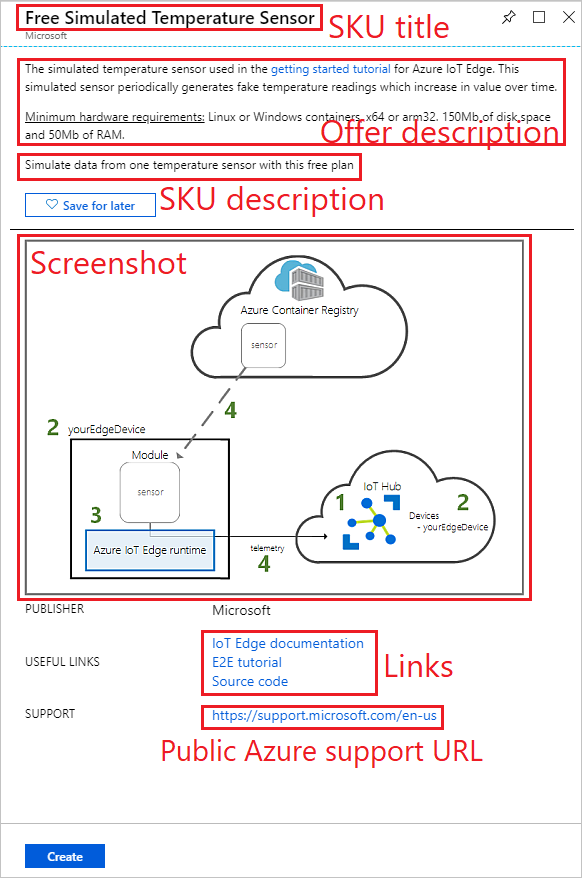 Free Simulated Temperature Sensor
SKU title
Microsoft
The simulated temperature sensor used in the getting started tutorial for Azure IoT Edge. This
simulated sensor periodically generates fake temperature readings which increase in value over time.
Minimum hardware requirements: Linux or Windows containers, x64 or arm32. 150Mb of disk space
and 50Mb of RAM.
Offer description
Simulate data from one temperature sensor with this free plan
Save for later
SKU description
Screenshot
Azure Container Registry
sensor
4
2 yourEdgeDevice
Module
sensor
3
Azure IoT Edge runtime
telemetry
4
IoT Hub
1
2
Devices
- yourEdgeDevice
PUBLISHER
Microsoft
USEFUL LINKS
IoT Edge documentation
E2E tutorial
Source code
Links
SUPPORT
https://support.microsoft.com/en-us
Public Azure support URL
Create